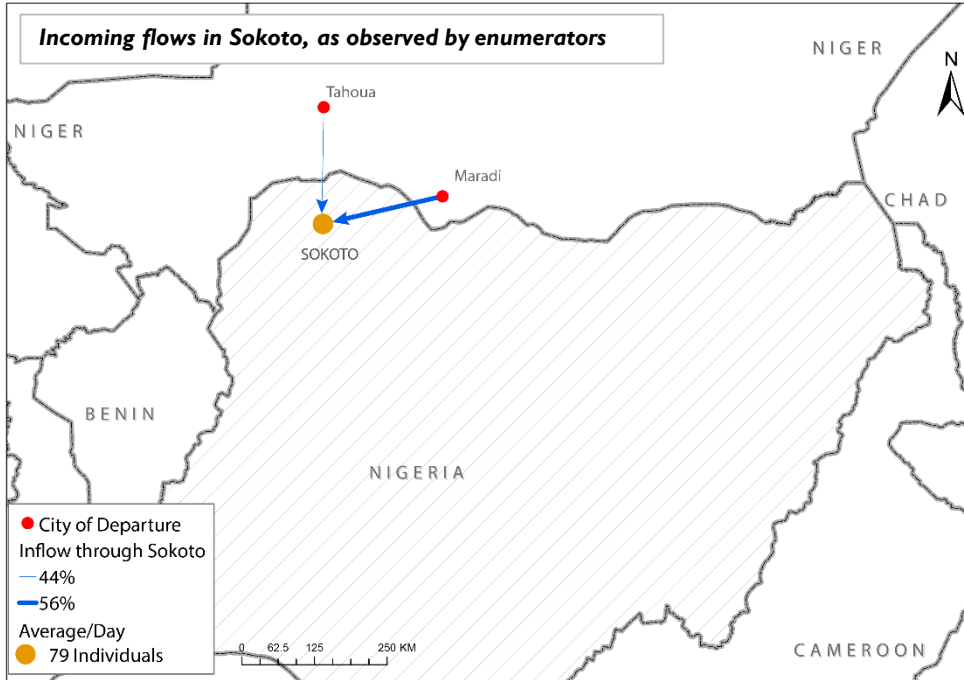 Incoming flows in Sokoto, as observed by enumerators
NIGER
N
Tahoua
NIGER
Maradi
CHAD
SOKOTO
BENIN
NIGERIA
City of Departure
Inflow through Sokoto
44%
56%
Average/Day
79 Individuals
0 62.5 125 250 KM
CAMEROON